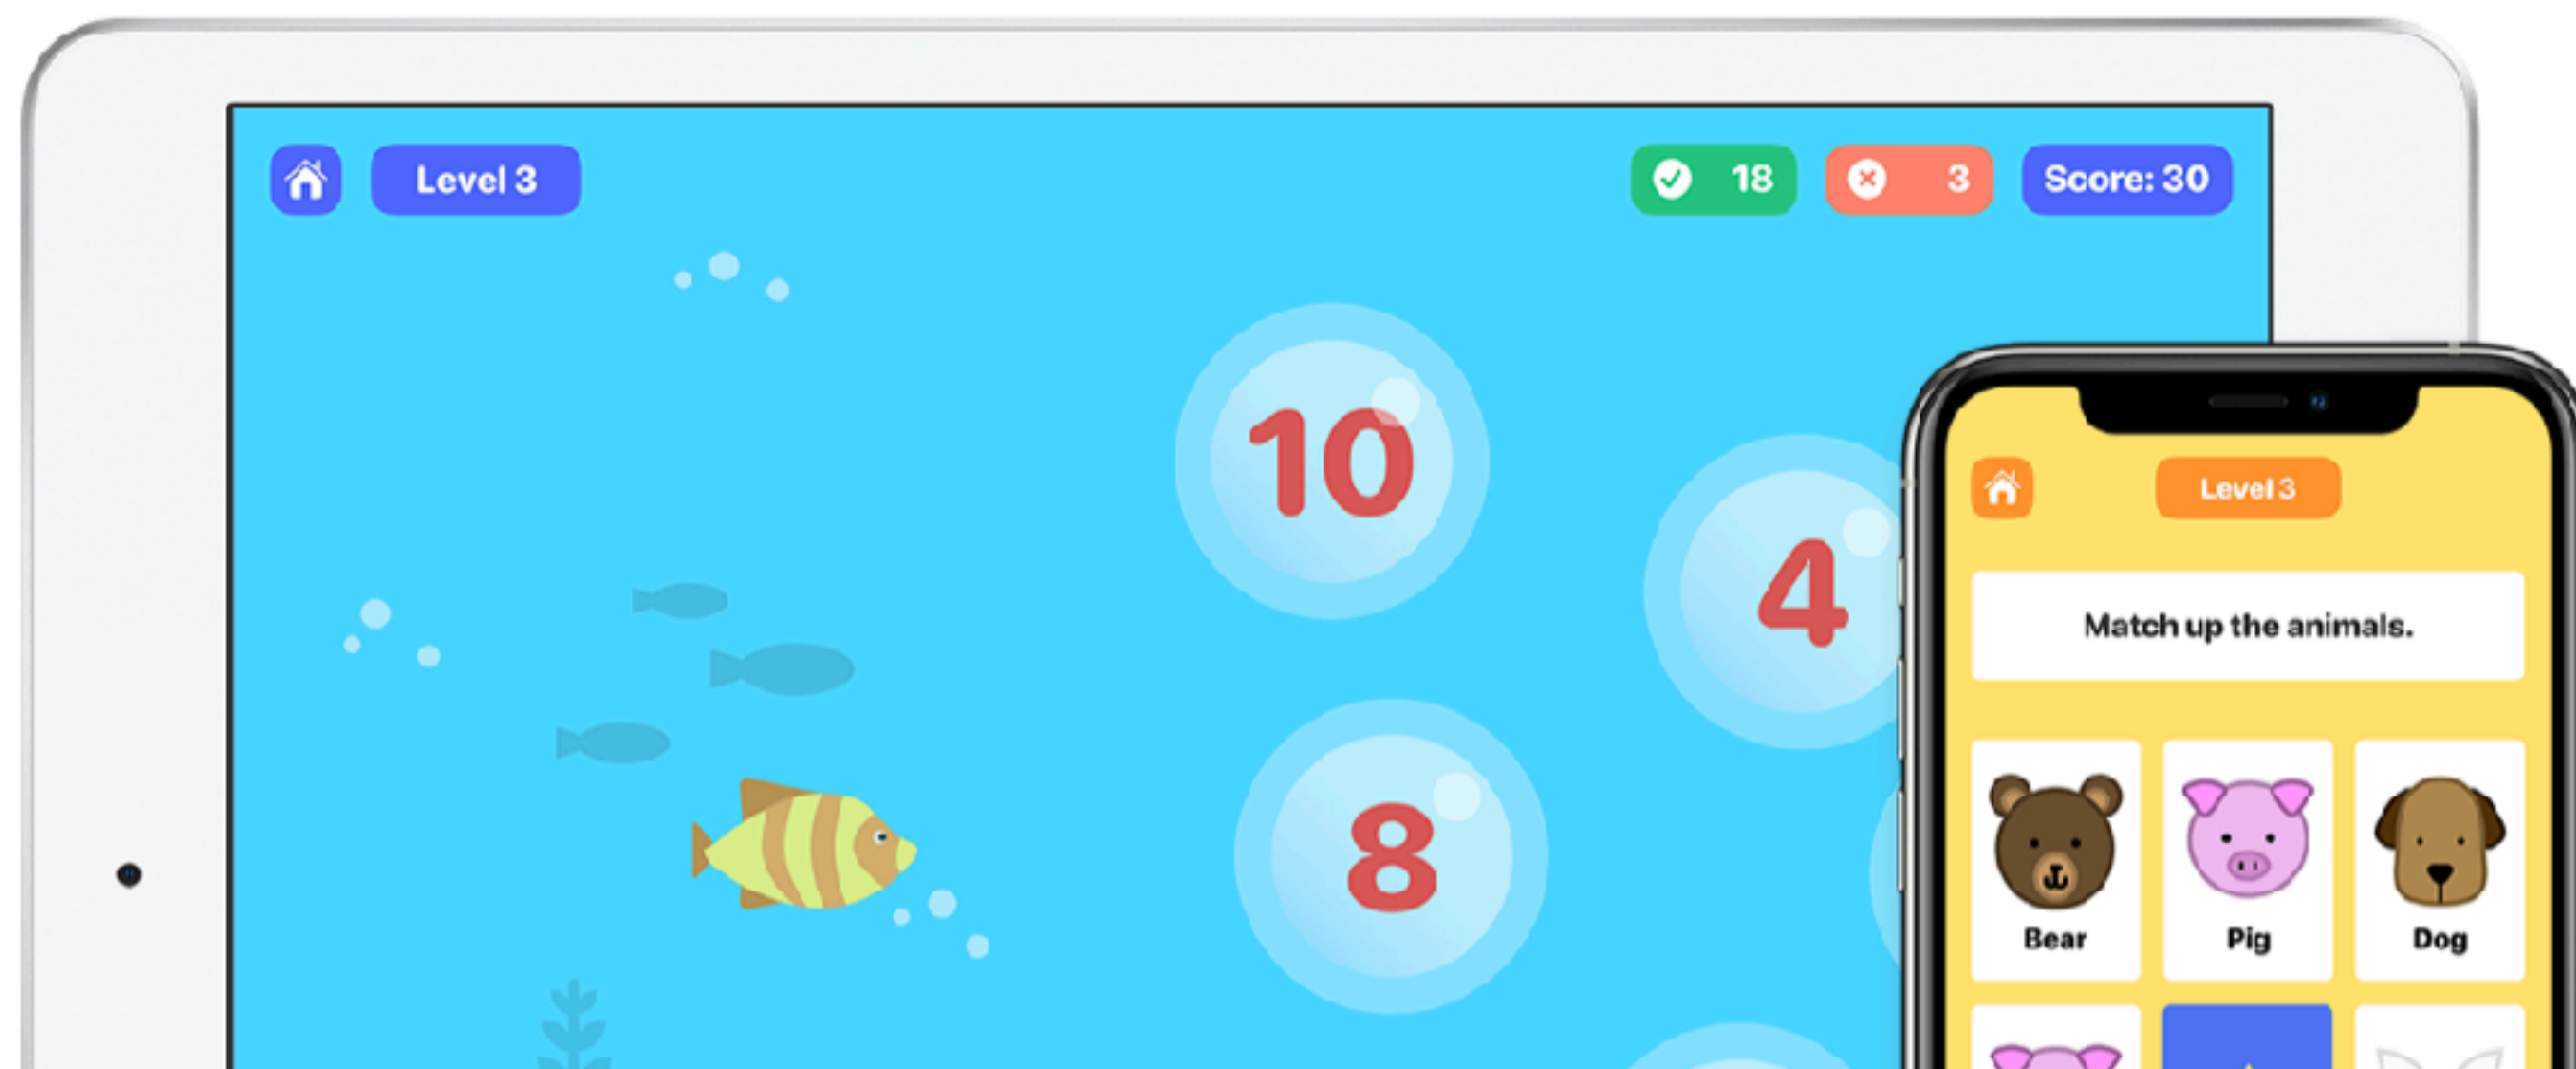 Level 3
18
3
Score: 30
10
4
8
Level 3
Match up the animals.
Bear
Pig
Dog